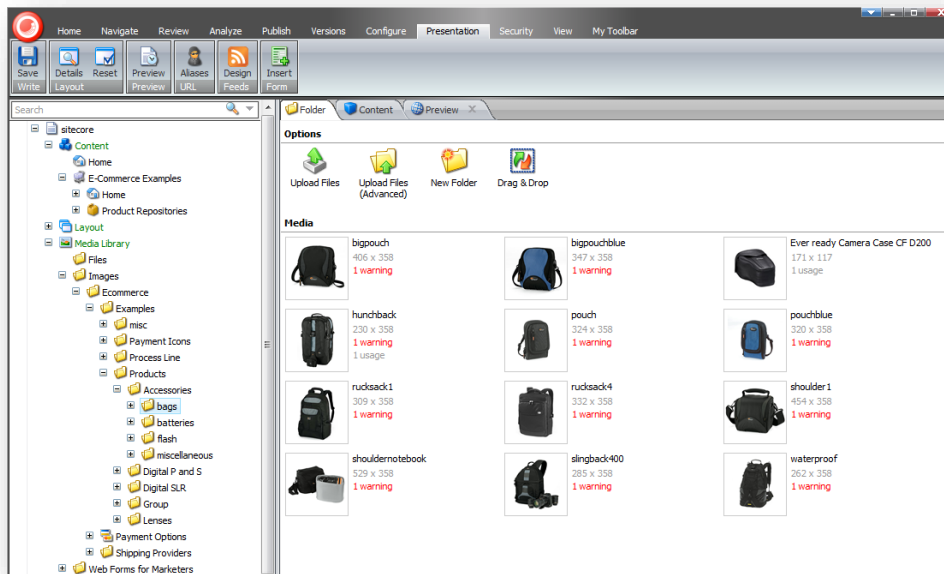 Home Navigate Review Analyze Publish Versions Configure Presentation Security View My Toolbar
Save Details Reset Preview Aliases Design Insert
Write Layout Preview URL Feeds Form
Search
sitecore
Content
Home
E-Commerce Examples
Home
Product Repositories
Layout
Media Library
Files
Images
Ecommerce
Examples
misc
Payment Icons
Process Line
Products
Accessories
bags
batteries
flash
miscellaneous
Digital P and S
Digital SLR
Group
Lenses
Payment Options
Shipping Providers
Web Forms for Marketers
Folder Content Preview
Options
Upload Files Upload Files New Folder Drag & Drop
(Advanced)
Media
bigpouch
406 x 358
1 warning
bigpouchblue
347 x 358
1 warning
Ever ready Camera Case CF D200
171 x 117
1 usage
hunchback
230 x 358
1 warning
1 usage
pouch
324 x 358
1 warning
pouchblue
320 x 358
1 warning
rucksack1
309 x 358
1 warning
rucksack4
332 x 358
1 warning
shoulder1
454 x 358
1 warning
shouldernotebook
529 x 358
1 warning
slingback400
285 x 358
1 warning
waterproof
262 x 358
1 warning